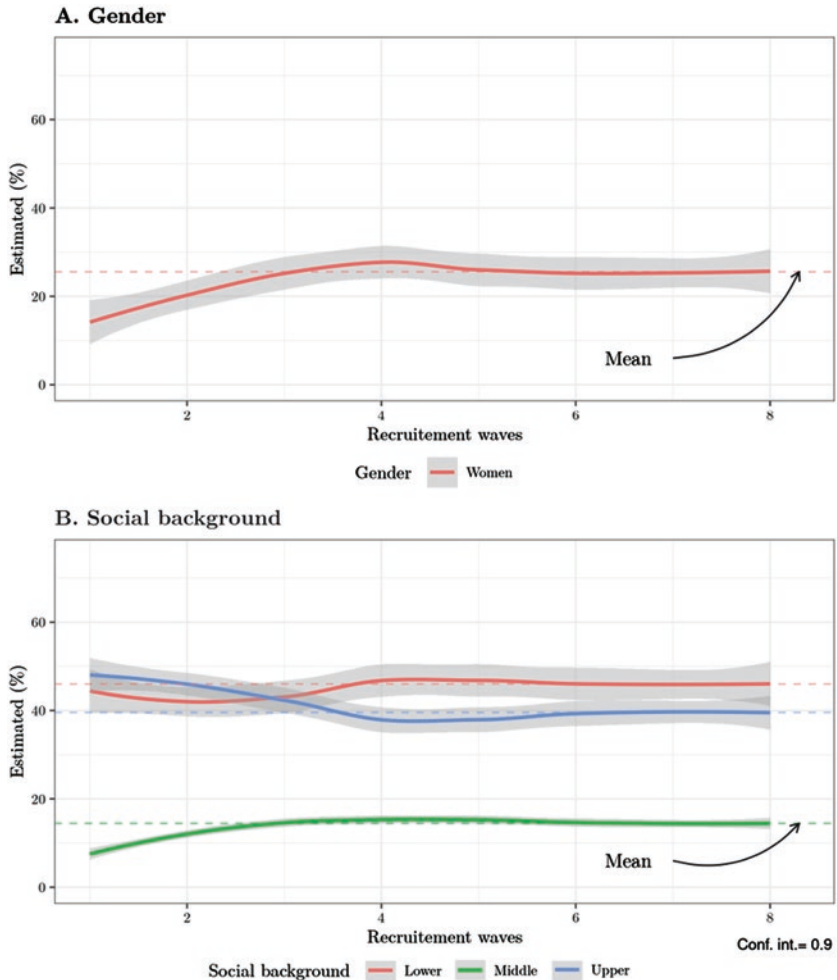 A. Gender
60
40
20
0
Estimated (%)
Mean
2 4 6 8
Recruitement waves
Gender Women
B. Social background
60
40
20
0
Estimated (%)
Mean
2 4 6 8
Recruitement waves
Conf. int.= 0.9
Social background Lower Middle Upper